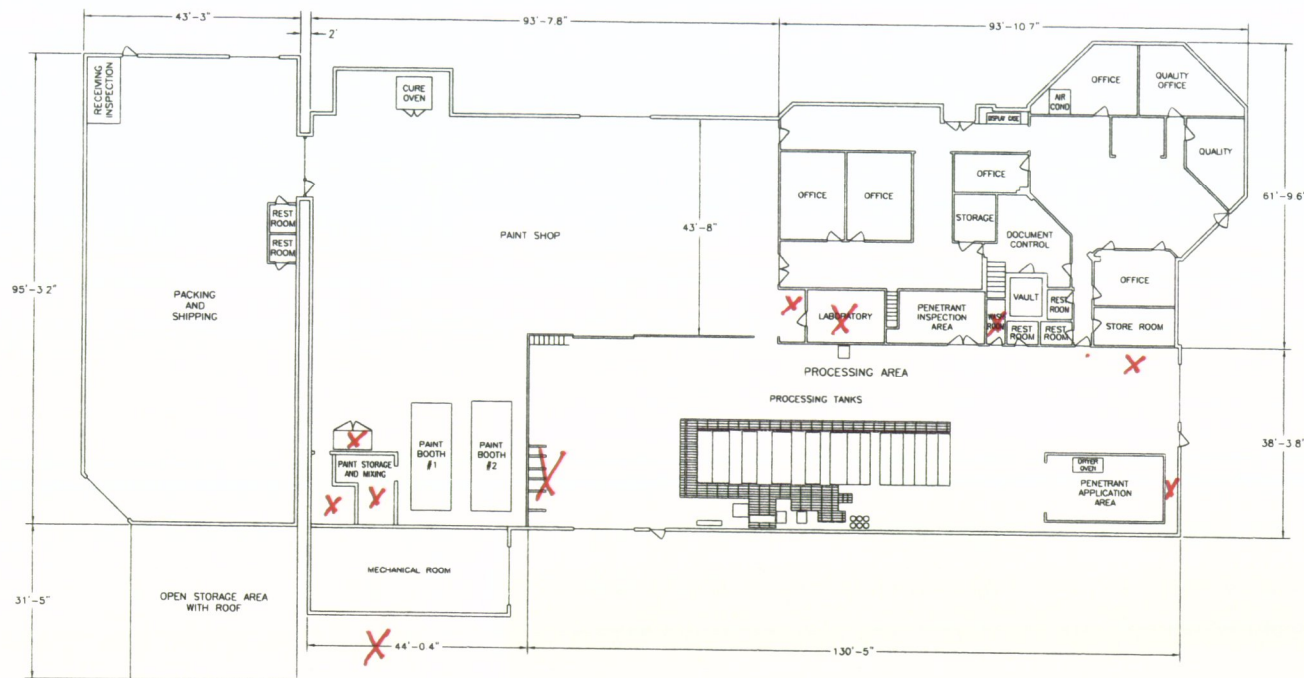 43'-3"
93'-7.8"
93'-10.7"
2'
RECEIVING
INSPECTION
CURE
OVEN
OFFICE
QUALITY
OFFICE
AIR
COND
DISPLAY CASE
QUALITY
OFFICE
OFFICE
OFFICE
STORAGE
61'-9.6"
REST
ROOM
REST
ROOM
PAINT SHOP
43'-8"
DOCUMENT
CONTROL
95'-3.2"
PACKING
AND
SHIPPING
OFFICE
VAULT
REST
ROOM
LABORATORY
PENETRANT
INSPECTION
AREA
ROOM
REST
ROOM
REST
ROOM
STORE ROOM
PROCESSING AREA
PROCESSING TANKS
38'-3.8"
PAINT
BOOTH
#1
PAINT
BOOTH
#2
PAINT STORAGE
AND MIXING
DRYER
OVEN
PENETRANT
APPLICATION
AREA
MECHANICAL ROOM
31'-5"
OPEN STORAGE AREA
WITH ROOF
44'-0.4"
130'-5"